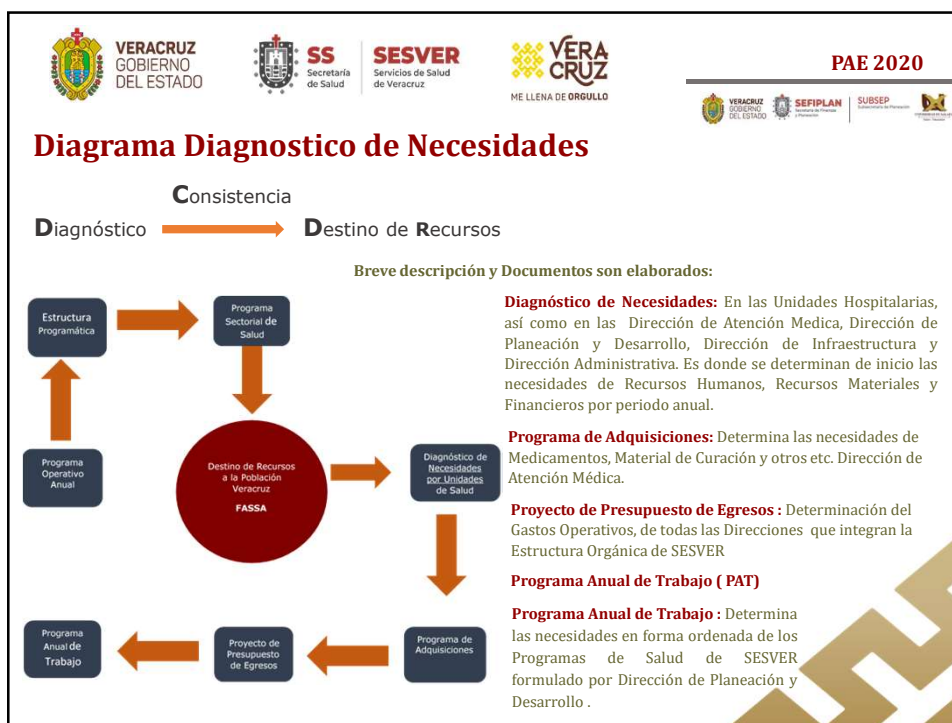 VERACRUZ
GOBIERNO
DEL ESTADO
SS
Secretaría
de Salud
SESVER
Servicios de Salud
de Veracruz
VERA
CRUZ
ME LLENA DE ORGULLO
PAE 2020
VERACRUZ
GOBIERNO
DEL ESTADO
SEFIPLAN
Secretaría de Finanzas
y Planeación
SUBSEP
Subsecretaría de Planeación
Diagrama Diagnostico de Necesidades
Consistencia
Diagnóstico
Destino de Recursos
Breve descripción y Documentos son elaborados:
Estructura
Programática
Programa
Sectorial de
Salud
Programa
Operativo
Anual
Destino de Recursos
a la Población
Veracruz
FASSA
Diagnóstico de
Necesidades
por Unidades
de Salud
Programa
Anual de
Trabajo
Proyecto de
Presupuesto
de Egresos
Programa de
Adquisiciones
Diagnóstico de Necesidades: En las Unidades Hospitalarias,
así como en las Dirección de Atención Medica, Dirección de
Planeación y Desarrollo, Dirección de Infraestructura y
Dirección Administrativa. Es donde se determinan de inicio las
necesidades de Recursos Humanos, Recursos Materiales y
Financieros por periodo anual.
Programa de Adquisiciones: Determina las necesidades de
Medicamentos, Material de Curación y otros etc. Dirección de
Atención Médica.
Proyecto de Presupuesto de Egresos : Determinación del
Gastos Operativos, de todas las Direcciones que integran la
Estructura Orgánica de SESVER
Programa Anual de Trabajo ( PAT)
Programa Anual de Trabajo : Determina
las necesidades en forma ordenada de los
Programas de Salud de SESVER
formulado por Dirección de Planeación y
Desarrollo .